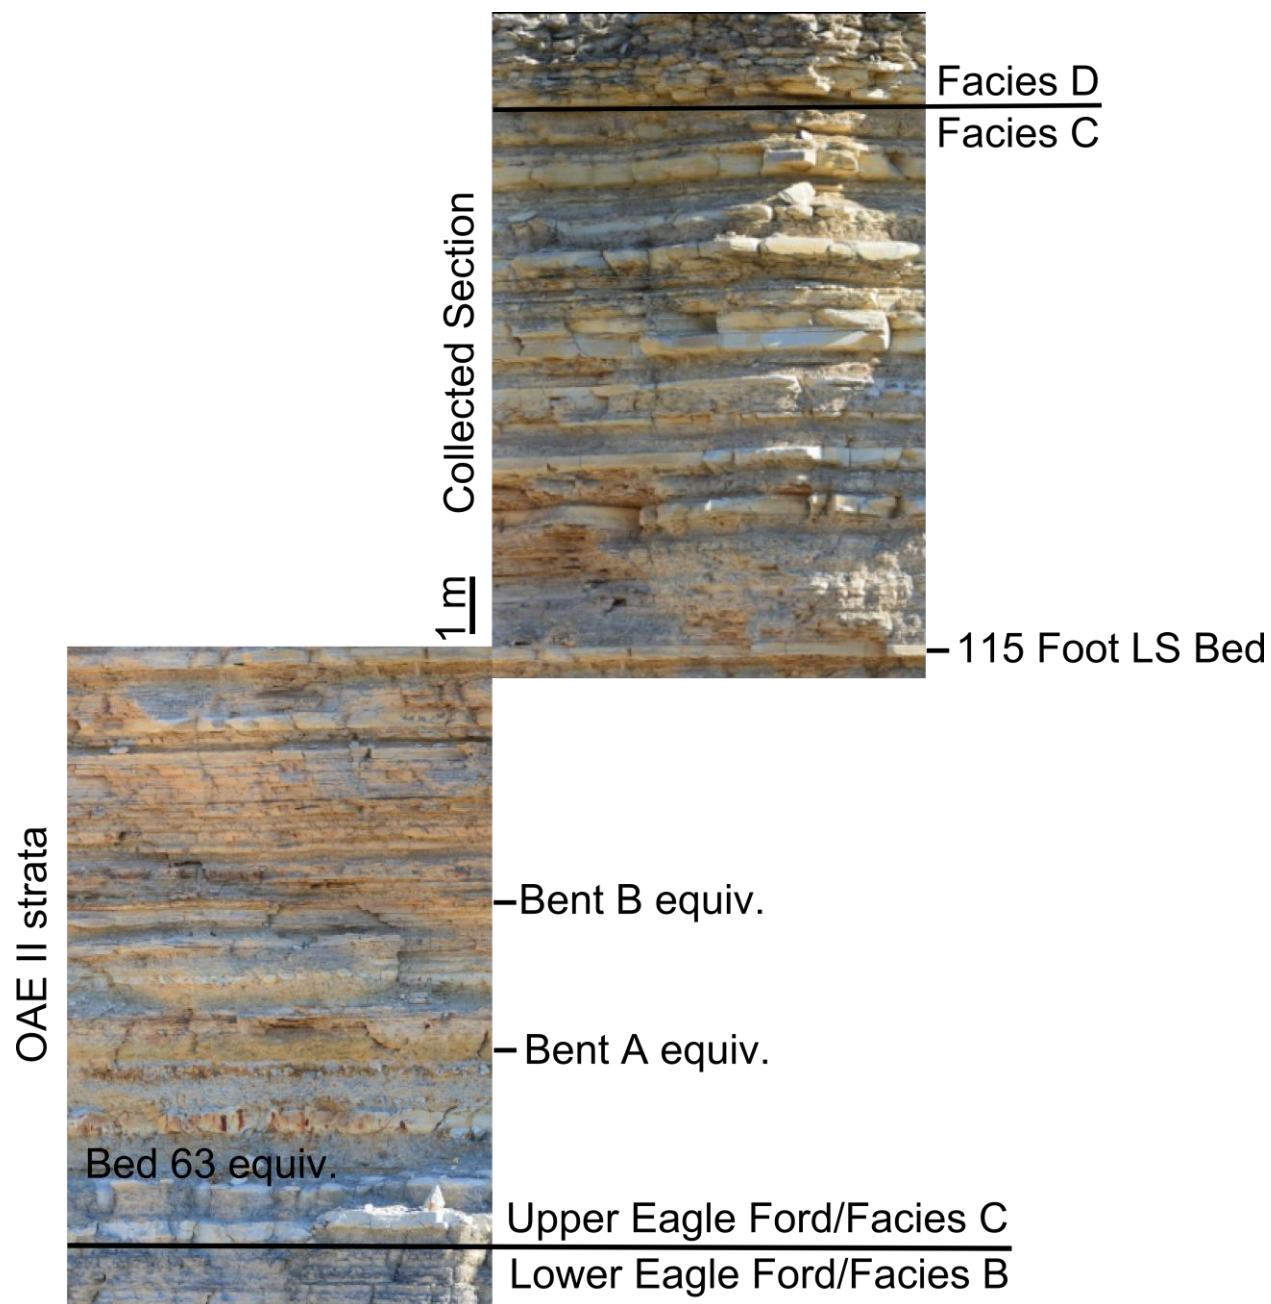 Facies D
Facies C
Collected Section
1 m
115 Foot LS Bed
OAE II strata
Bent B equiv.
Bent A equiv.
Bed 63 equiv.
Upper Eagle Ford/Facies C
Lower Eagle Ford/Facies B